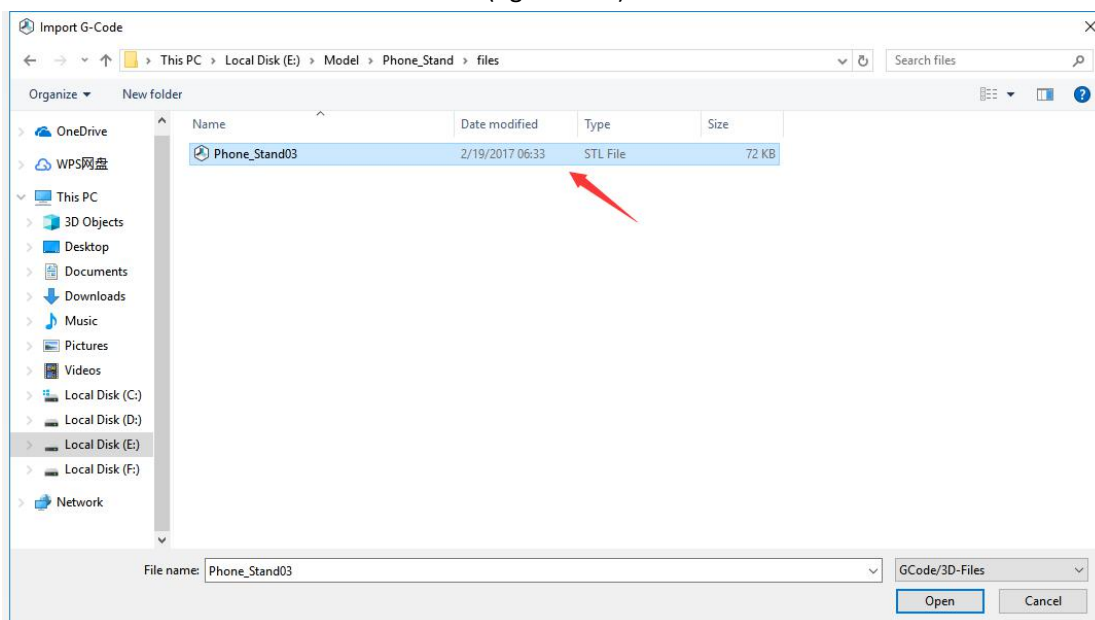 Import G-Code
This PC › Local Disk (E:) › Model › Phone_Stand › files
Search files
Organize
New folder
Name Date modified Type Size
Phone_Stand03 2/19/2017 06:33 STL File 72 KB
OneDrive
WPS网盘
This PC
3D Objects
Desktop
Documents
Downloads
Music
Pictures
Videos
Local Disk (C:)
Local Disk (D:)
Local Disk (E:)
Local Disk (F:)
Network
File name: Phone_Stand03
GCode/3D-Files
Open Cancel